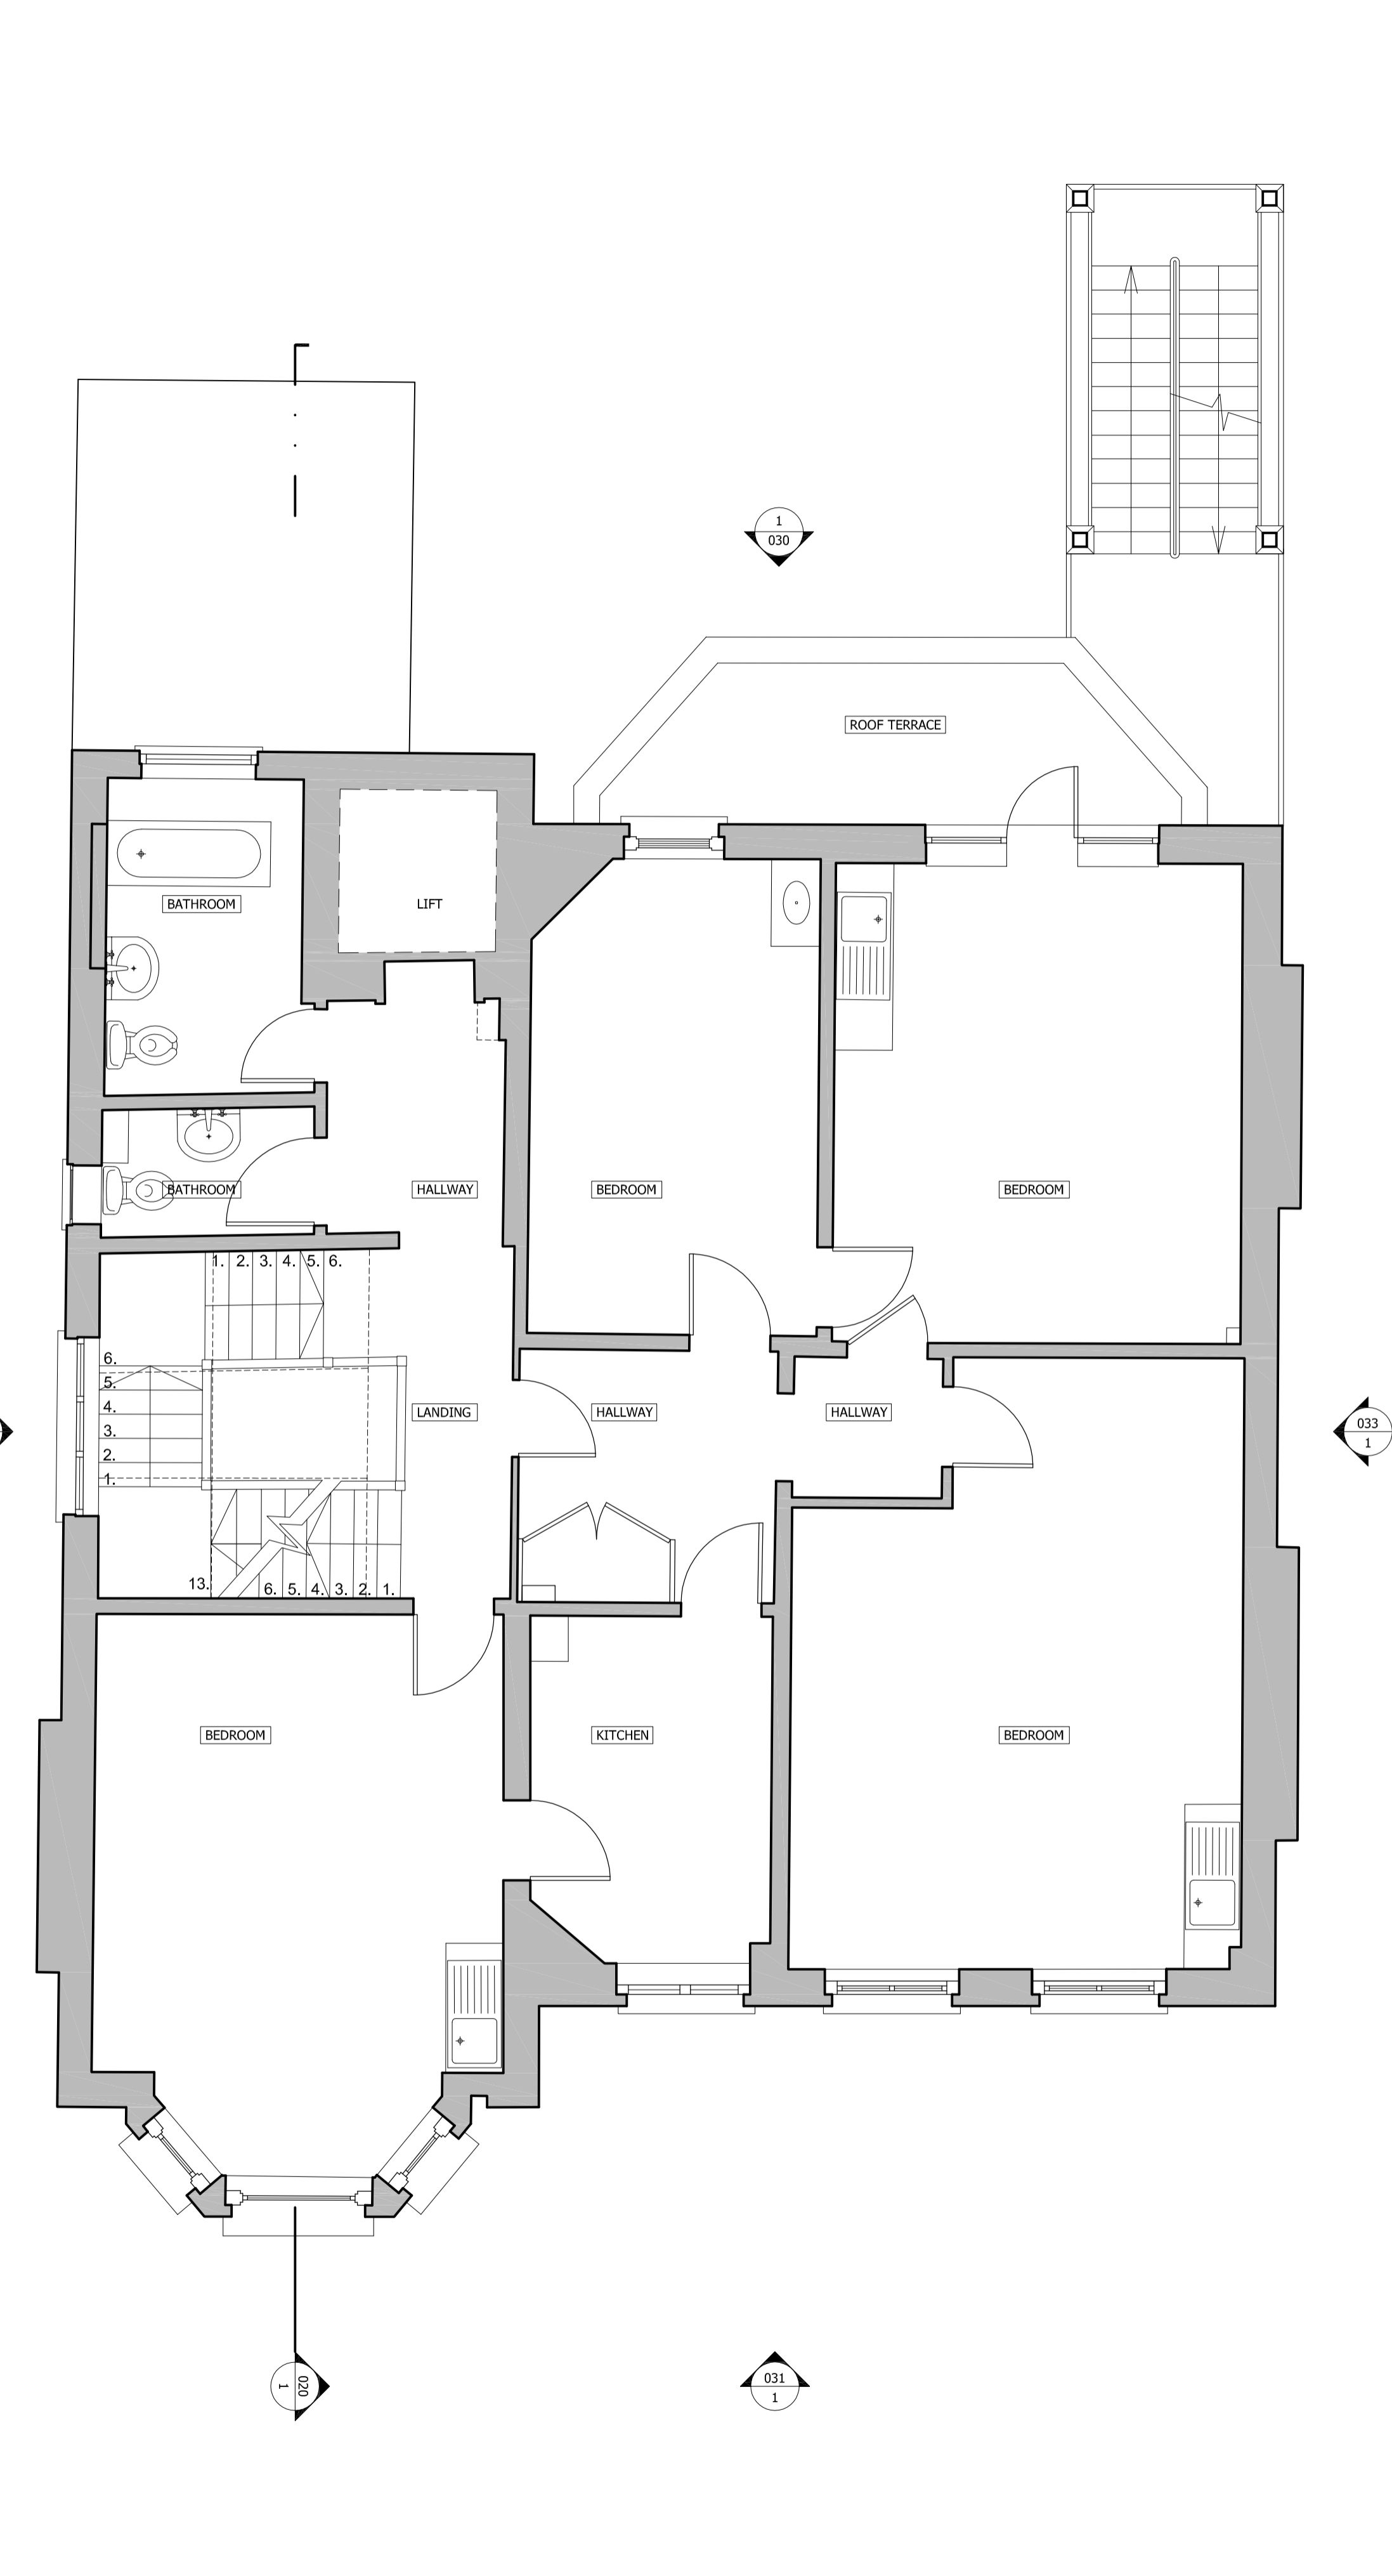 1
030
ROOF TERRACE
BATHROOM
LIFT
BATHROOM
HALLWAY
BEDROOM
BEDROOM
1. 2. 3. 4. 5. 6.
6.
5.
4.
3.
2.
1.
LANDING
HALLWAY
HALLWAY
033
1
13.
6. 5. 4. 3. 2. 1.
BEDROOM
KITCHEN
BEDROOM
020
1
031
1